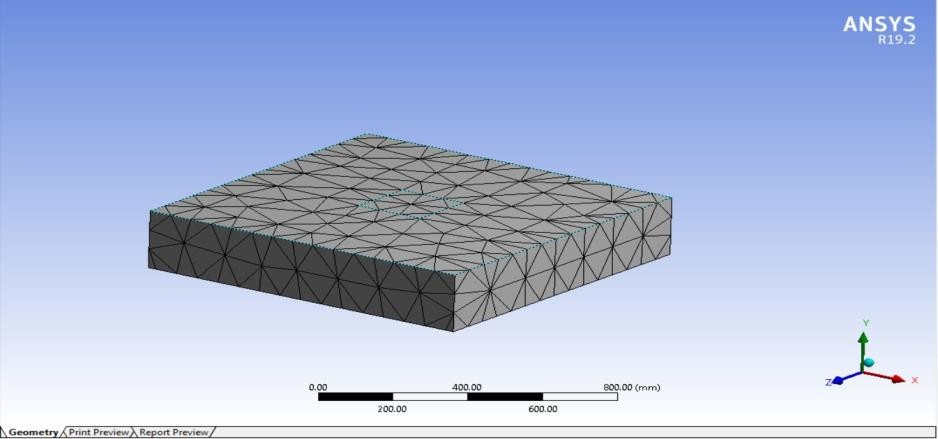 ANSYS
R19.2
Y
Z X
0.00 400.00 800.00 (mm)
200.00 600.00
Geometry Print Preview Report Preview